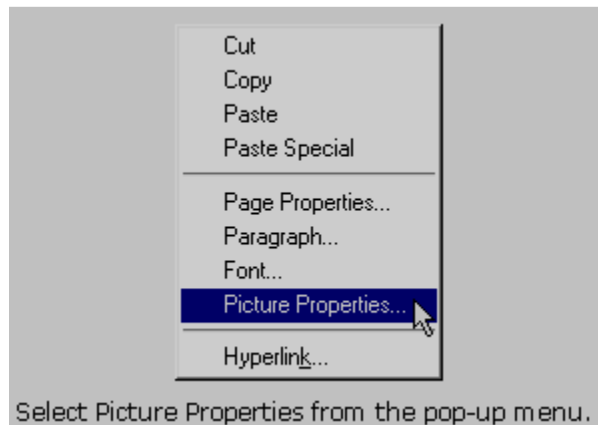 Cut
Copy
Paste
Paste Special
Page Properties...
Paragraph...
Font...
Picture Properties...
Hyperlink...
Select Picture Properties from the pop-up menu.